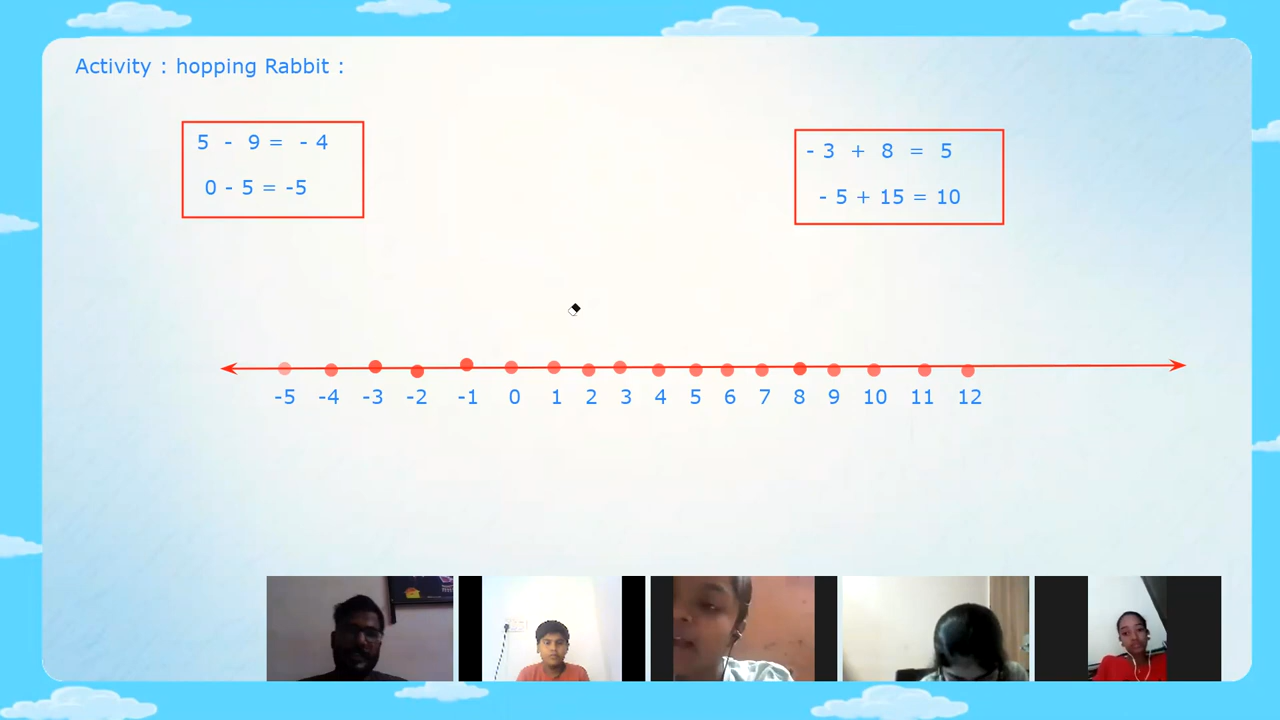 Activity : hopping Rabbit :
5 - 9 = - 4
0 - 5 = -5
- 3 + 8 = 5
- 5 + 15 = 10
-5 -4 -3 -2 -1 0 1 2 3 4 5 6 7 8 9 10 11 12